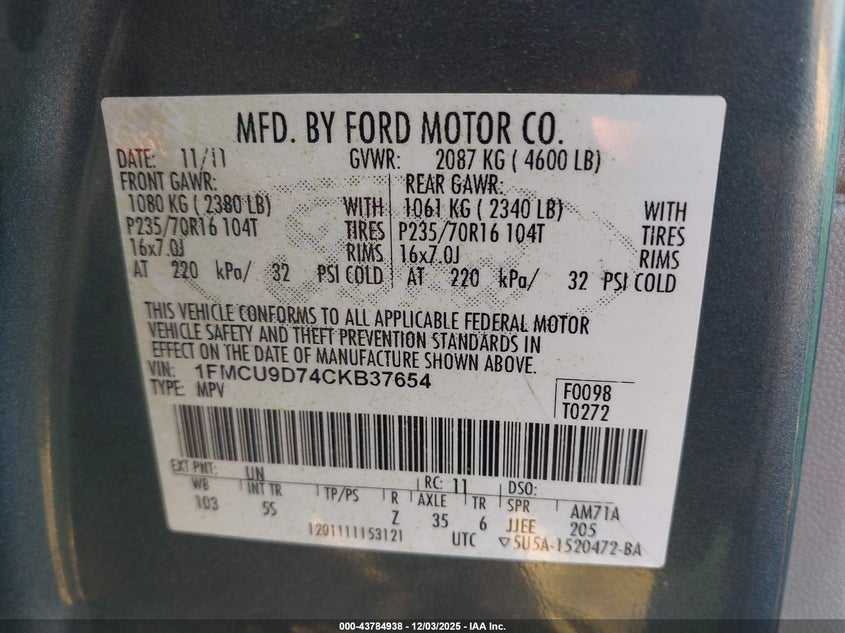 MFD. BY FORD MOTOR CO.
DATE: 11/11 GVWR: 2087 KG ( 4600 LB)
FRONT GAWR: REAR GAWR:
1080 KG ( 2380 LB) WITH 1061 KG ( 2340 LB) WITH
P235/70R16 104T TIRES P235/70R16 104T TIRES
16x7.0J RIMS 16x7.0J RIMS
AT 220 kPa/ 32 PSI COLD AT 220 kPa/ 32 PSI COLD
THIS VEHICLE CONFORMS TO ALL APPLICABLE FEDERAL MOTOR
VEHICLE SAFETY AND THEFT PREVENTION STANDARDS IN
EFFECT ON THE DATE OF MANUFACTURE SHOWN ABOVE.
VIN: 1FMCU9D74CKB37654
TYPE: MPV
F0098
T0272
EXT PNT: UN RC: 11 DSO:
WB INT TR TP/PS R AXLE TR SPR AM71A
103 5S Z 35 6 JJEE 205
1201111153121 UTC ▽5U5A-1520472-BA
000-43784938 - 12/03/2025 - IAA Inc.